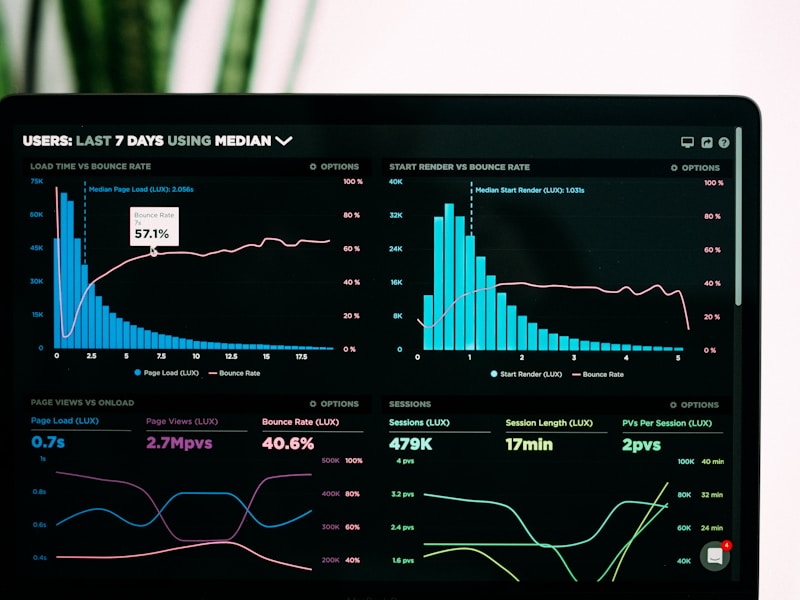 USERS: LAST 7 DAYS USING MEDIAN
LOAD TIME VS BOUNCE RATE
OPTIONS
75K
60K
45K
30K
15K
0
Median Page Load (LUX): 2.056s
Bounce Rate
7s
57.1%
100 %
80 %
60 %
40 %
20 %
0 %
0 2.5 5 7.5 10 12.5 15 17.5
Page Load (LUX) Bounce Rate
START RENDER VS BOUNCE RATE
OPTIONS
40K
32K
24K
16K
8K
0
Median Start Render (LUX): 1.031s
100 %
80 %
60 %
40 %
20 %
0 %
0 1 2 3 4 5
Start Render (LUX) Bounce Rate
PAGE VIEWS VS ONLOAD
OPTIONS
Page Load (LUX)
0.7s
Page Views (LUX)
2.7Mpvs
Bounce Rate (LUX)
40.6%
1s
0.8s
0.6s
0.4s
500K 100%
400K 80%
300K 60%
200K 40%
SESSIONS
OPTIONS
Sessions (LUX)
479K
Session Length (LUX)
17min
PVs Per Session (LUX)
2pvs
4 pvs
3.2 pvs
2.4 pvs
1.6 pvs
100K 40 min
80K 32 min
60K 24 min
40K
4